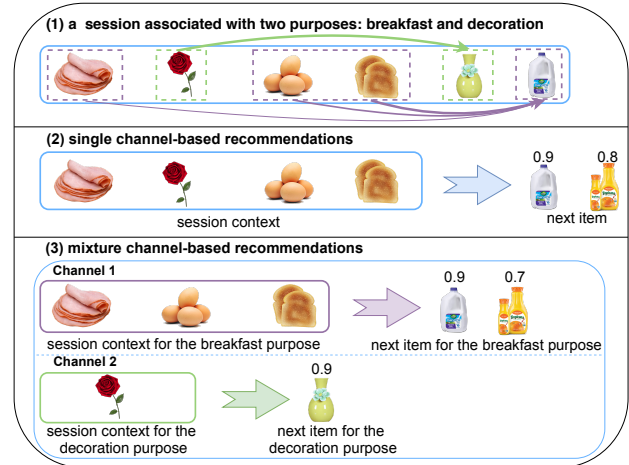 (1) a session associated with two purposes: breakfast and decoration
(2) single channel-based recommendations
0.9 0.8
session context
next item
(3) mixture channel-based recommendations
Channel 1
0.9 0.7
session context for the breakfast purpose
next item for the breakfast purpose
Channel 2
0.9
session context for the
decoration purpose
next item for the
decoration purpose